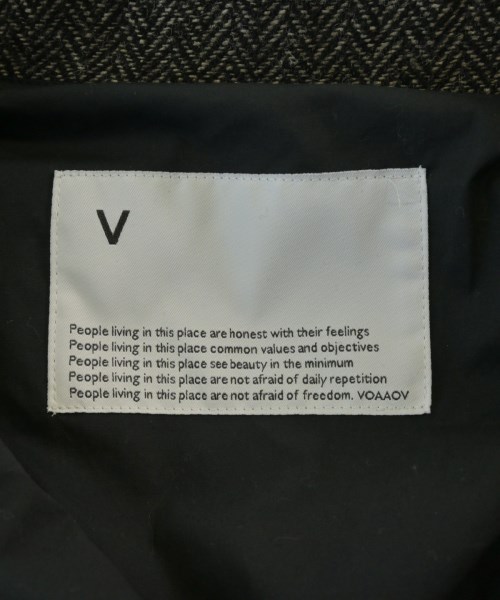 V
People living in this place are honest with their feelings
People living in this place common values and objectives
People living in this place see beauty in the minimum
People living in this place are not afraid of daily repetition
People living in this place are not afraid of freedom. VOAAOV